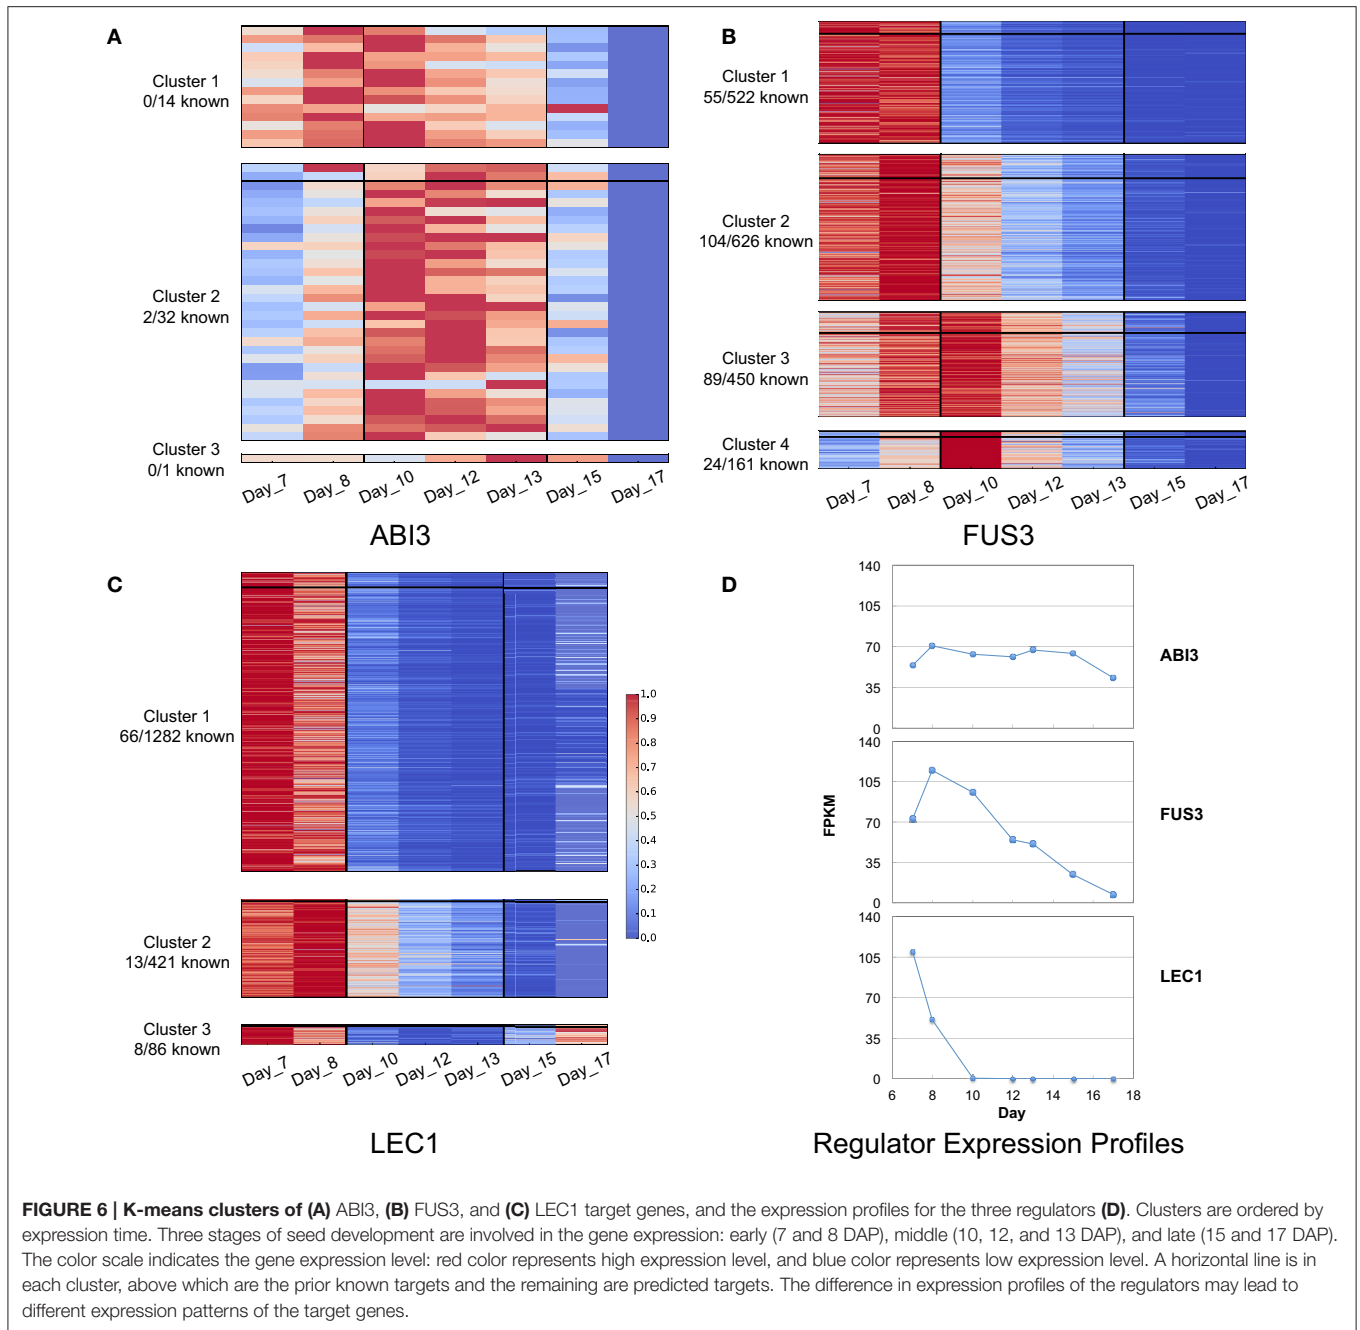 A
Cluster 1
0/14 known
Cluster 2
2/32 known
Cluster 3
0/1 known
Day_7 Day_8 Day_10 Day_12 Day_13 Day_15 Day_17
ABI3
B
Cluster 1
55/522 known
Cluster 2
104/626 known
Cluster 3
89/450 known
Cluster 4
24/161 known
Day_7 Day_8 Day_10 Day_12 Day_13 Day_15 Day_17
FUS3
C
Cluster 1
66/1282 known
Cluster 2
13/421 known
Cluster 3
8/86 known
Day_7 Day_8 Day_10 Day_12 Day_13 Day_15 Day_17
LEC1
1.0
0.9
0.8
0.7
0.6
0.5
0.4
0.3
0.2
0.1
0.0
D
140
105
70
35
0
ABI3
140
105
70
35
0
FUS3
FPKM
140
105
70
35
0
LEC1
6 8 10 12 14 16 18
Day
Regulator Expression Profiles
FIGURE 6 | K-means clusters of (A) ABI3, (B) FUS3, and (C) LEC1 target genes, and the expression profiles for the three regulators (D). Clusters are ordered by
expression time. Three stages of seed development are involved in the gene expression: early (7 and 8 DAP), middle (10, 12, and 13 DAP), and late (15 and 17 DAP).
The color scale indicates the gene expression level: red color represents high expression level, and blue color represents low expression level. A horizontal line is in
each cluster, above which are the prior known targets and the remaining are predicted targets. The difference in expression profiles of the regulators may lead to
different expression patterns of the target genes.